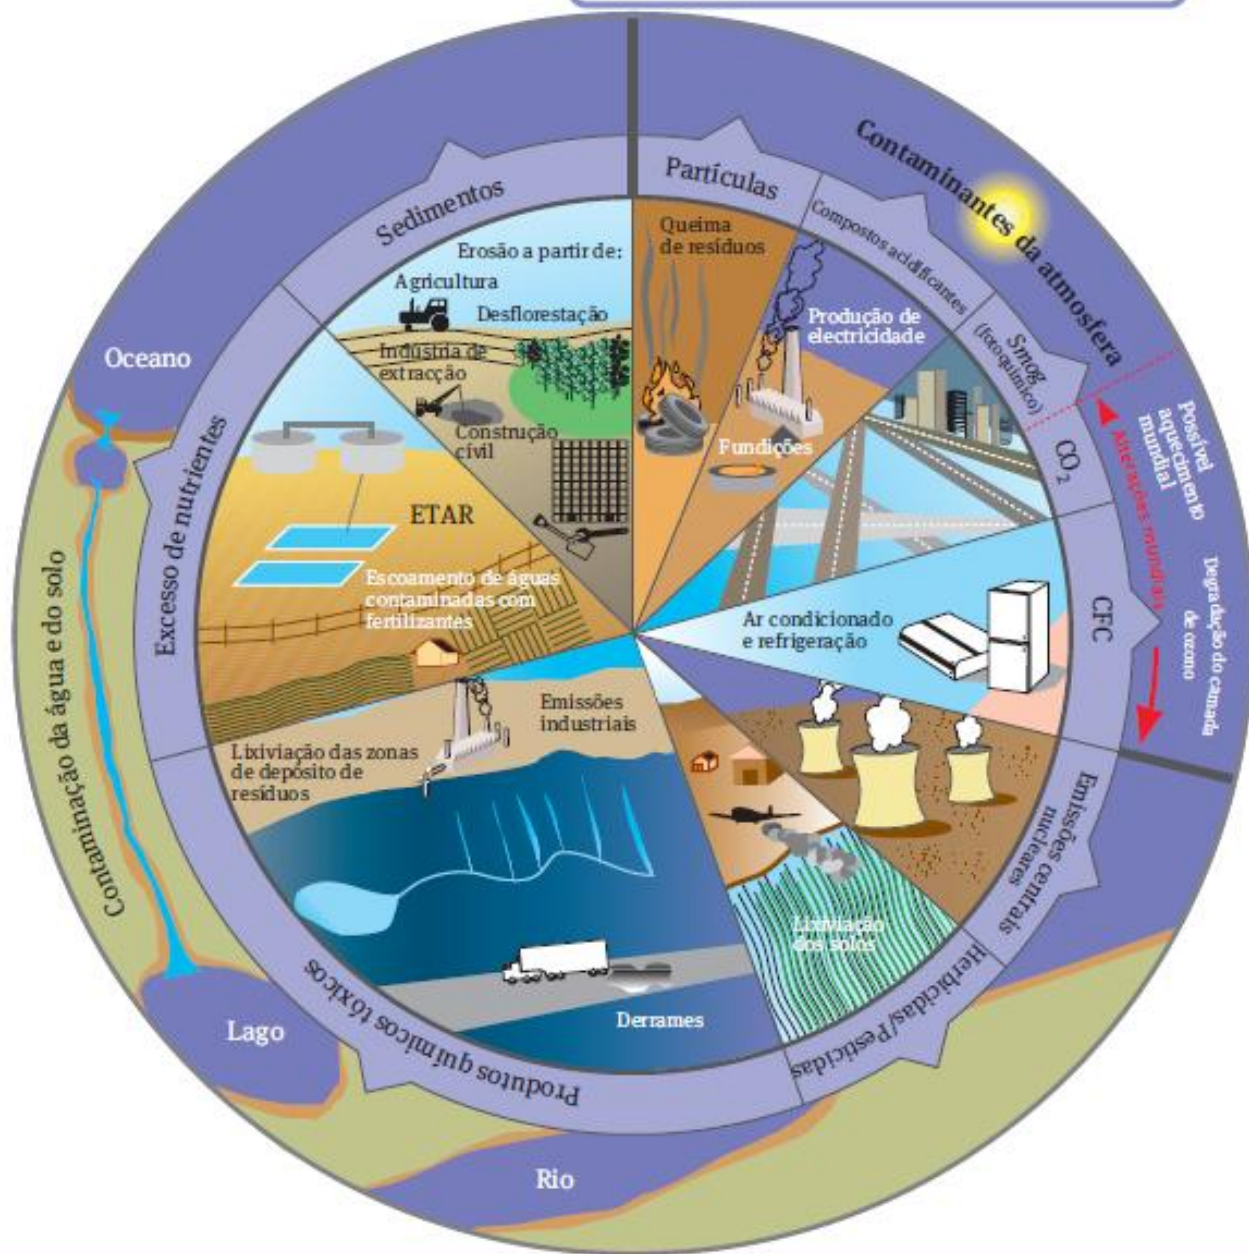 Contaminantes da atmosfera
Partículas
Compostos acidificantes
Smog
(fotoquímico)
CO2
CFC
Possível
aquecimento
mundial
Alterações mundiais
Degradação do camada
de ozono
Emissões centrais
nucleares
Herbicidas/Pesticidas
Produtos químicos tóxicos
Excesso de nutrientes
Sedimentos
Contaminação da água e do solo
Oceano
Lago
Rio
Queima
de resíduos
Produção de
electricidade
Fundições
Ar condicionado
e refrigeração
Lixiviação
dos solos
Derrames
Emissões
industriais
Lixiviação das zonas
de depósito de
resíduos
ETAR
Escoamento de águas
contaminadas com
fertilizantes
Erosão a partir de:
Agricultura
Desflorestação
Indústria de
extracção
Construção
civil